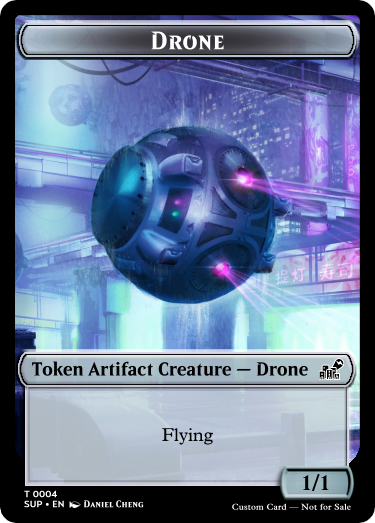 Drone
Token Artifact Creature — Drone
Flying
1/1
T 0004
SUP • EN Daniel Cheng
Custom Card — Not for Sale